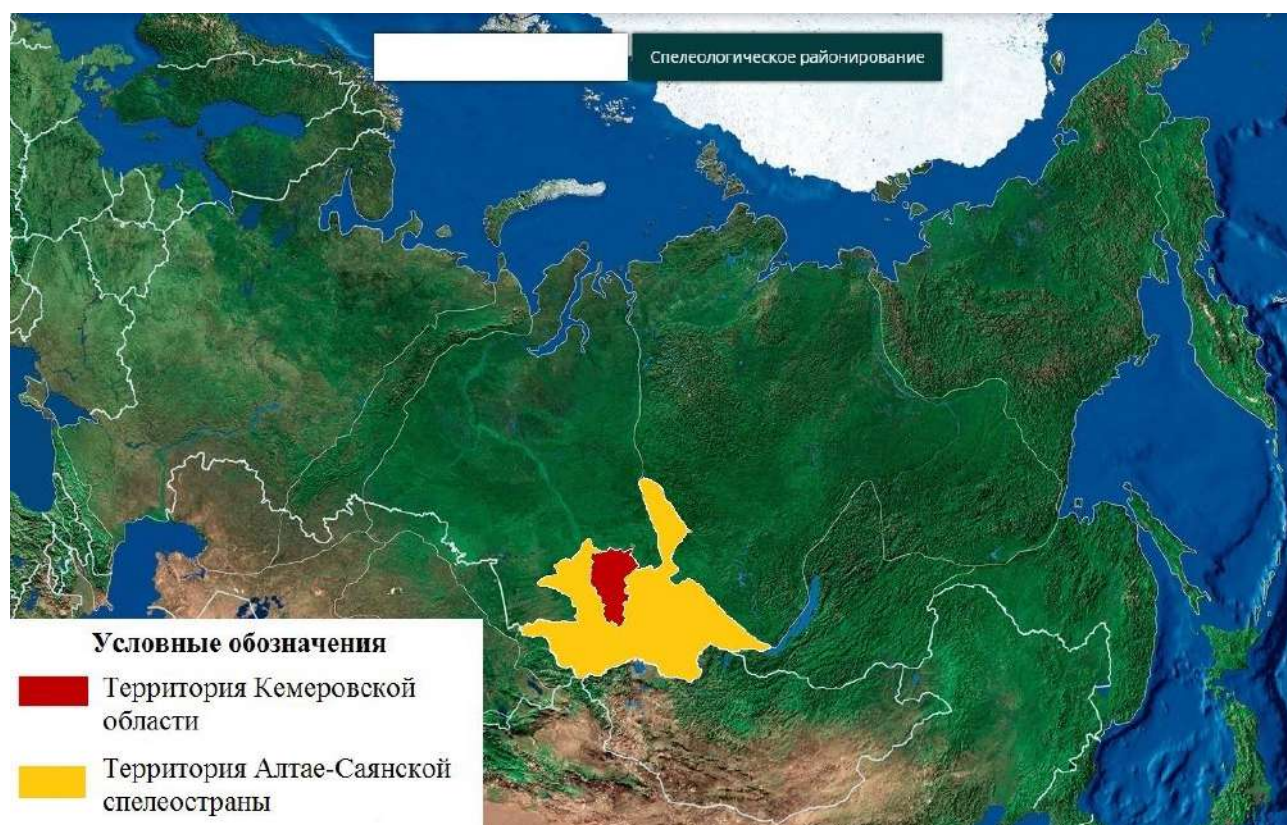 Спелеологическое районирование
Условные обозначения
Территория Кемеровской
области
Территория Алтае-Саянской
спелеостраны